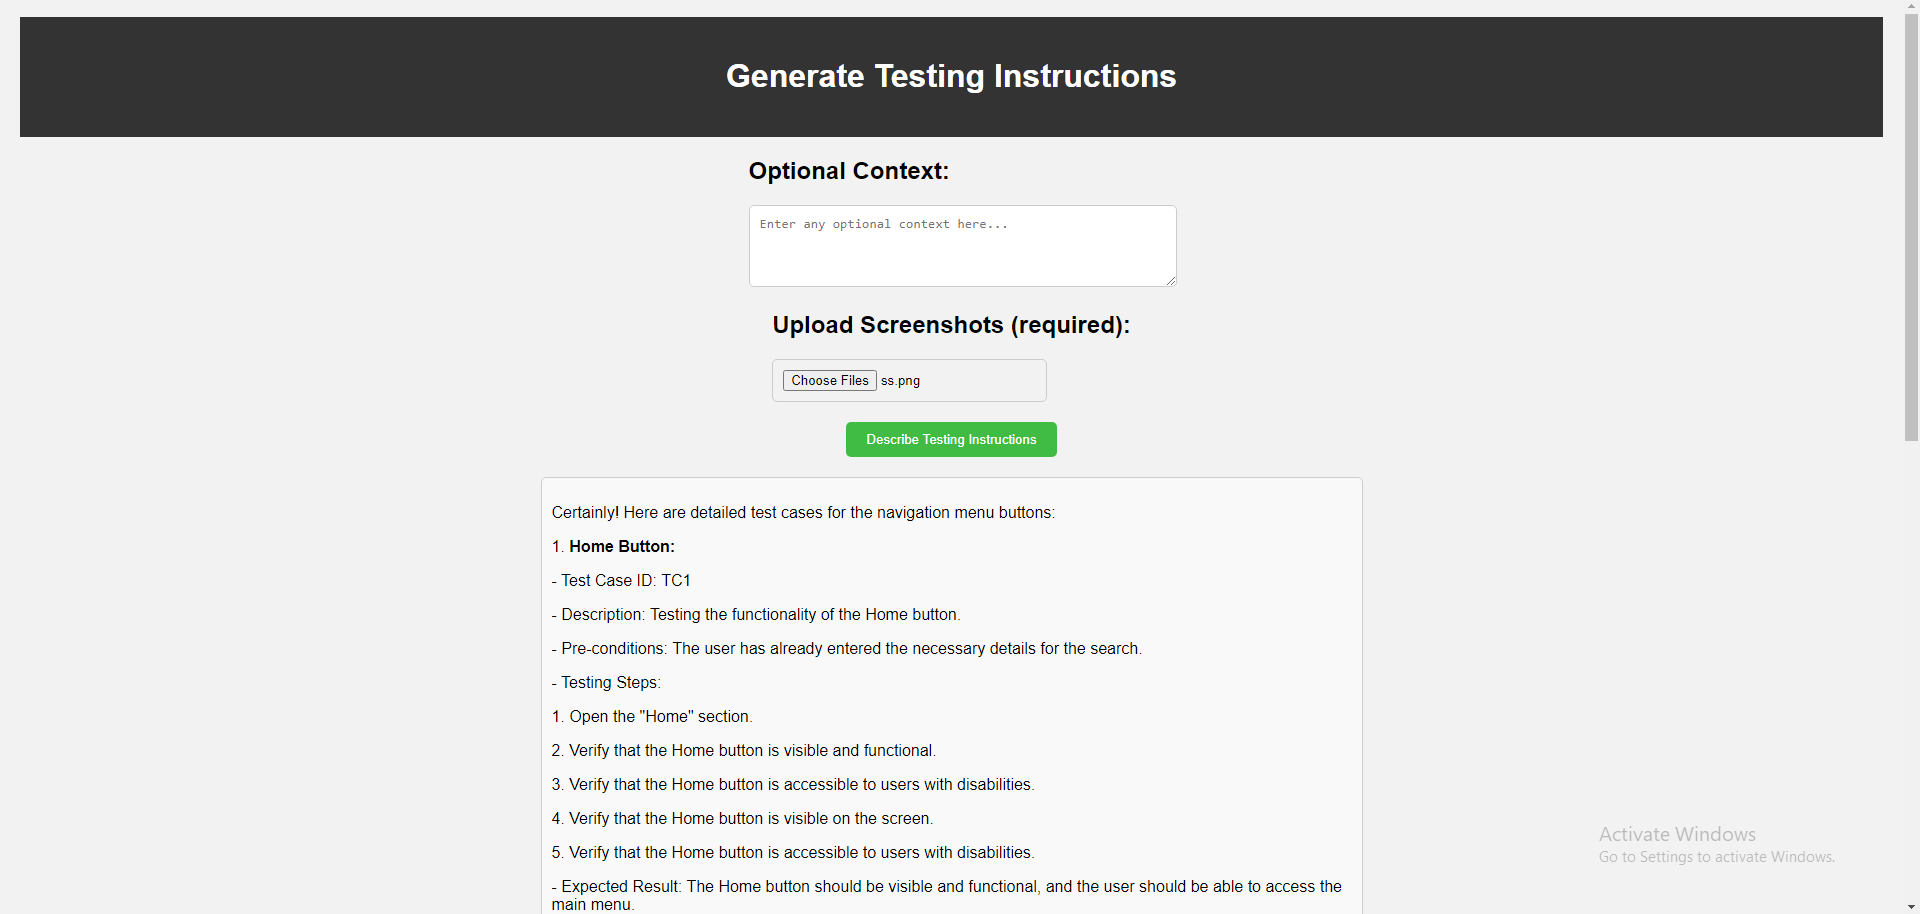 Generate Testing Instructions
Optional Context:
Enter any optional context here...
Upload Screenshots (required):
Choose Files ss.png
Describe Testing Instructions
Certainly! Here are detailed test cases for the navigation menu buttons:
1. Home Button:
- Test Case ID: TC1
- Description: Testing the functionality of the Home button.
- Pre-conditions: The user has already entered the necessary details for the search.
- Testing Steps:
1. Open the "Home" section.
2. Verify that the Home button is visible and functional.
3. Verify that the Home button is accessible to users with disabilities.
4. Verify that the Home button is visible on the screen.
5. Verify that the Home button is accessible to users with disabilities.
- Expected Result: The Home button should be visible and functional, and the user should be able to access the
main menu.
Activate Windows
Go to Settings to activate Windows.